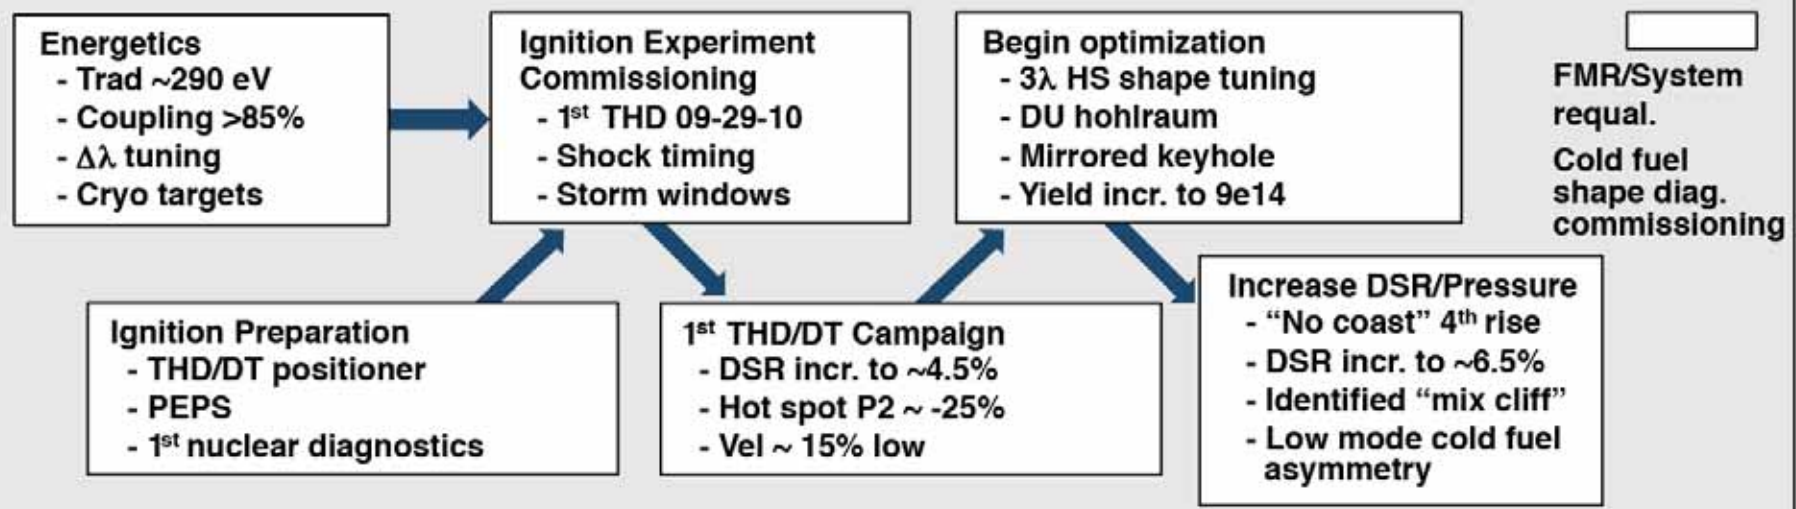 Energetics
- Trad ~290 eV
- Coupling >85%
- Δλ tuning
- Cryo targets
Ignition Experiment
Commissioning
- 1st THD 09-29-10
- Shock timing
- Storm windows
Begin optimization
- 3λ HS shape tuning
- DU hohlraum
- Mirrored keyhole
- Yield incr. to 9e14
FMR/System
requal.
Cold fuel
shape diag.
commissioning
Ignition Preparation
- THD/DT positioner
- PEPS
- 1st nuclear diagnostics
1st THD/DT Campaign
- DSR incr. to ~4.5%
- Hot spot P2 ~ -25%
- Vel ~ 15% low
Increase DSR/Pressure
- “No coast” 4th rise
- DSR incr. to ~6.5%
- Identified “mix cliff”
- Low mode cold fuel
asymmetry